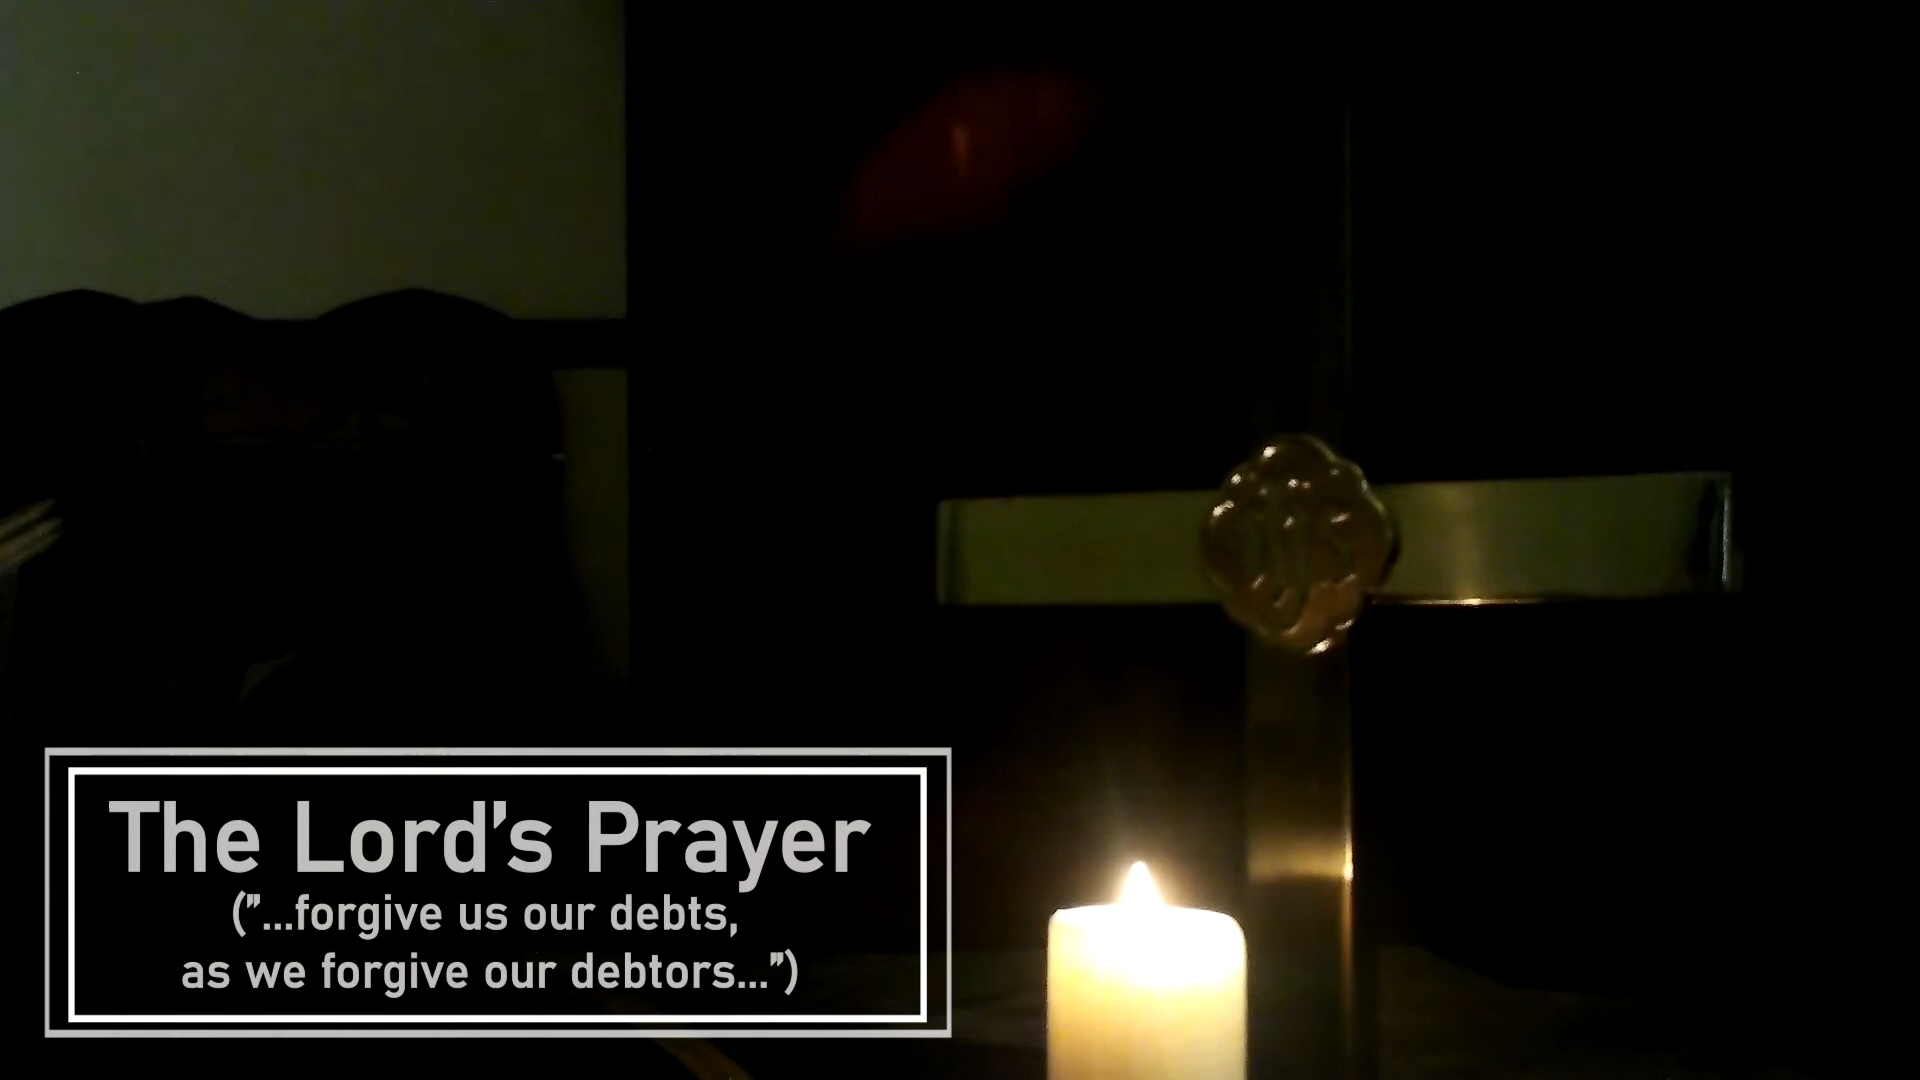 The Lord's Prayer
("...forgive us our debts,
as we forgive our debtors...")